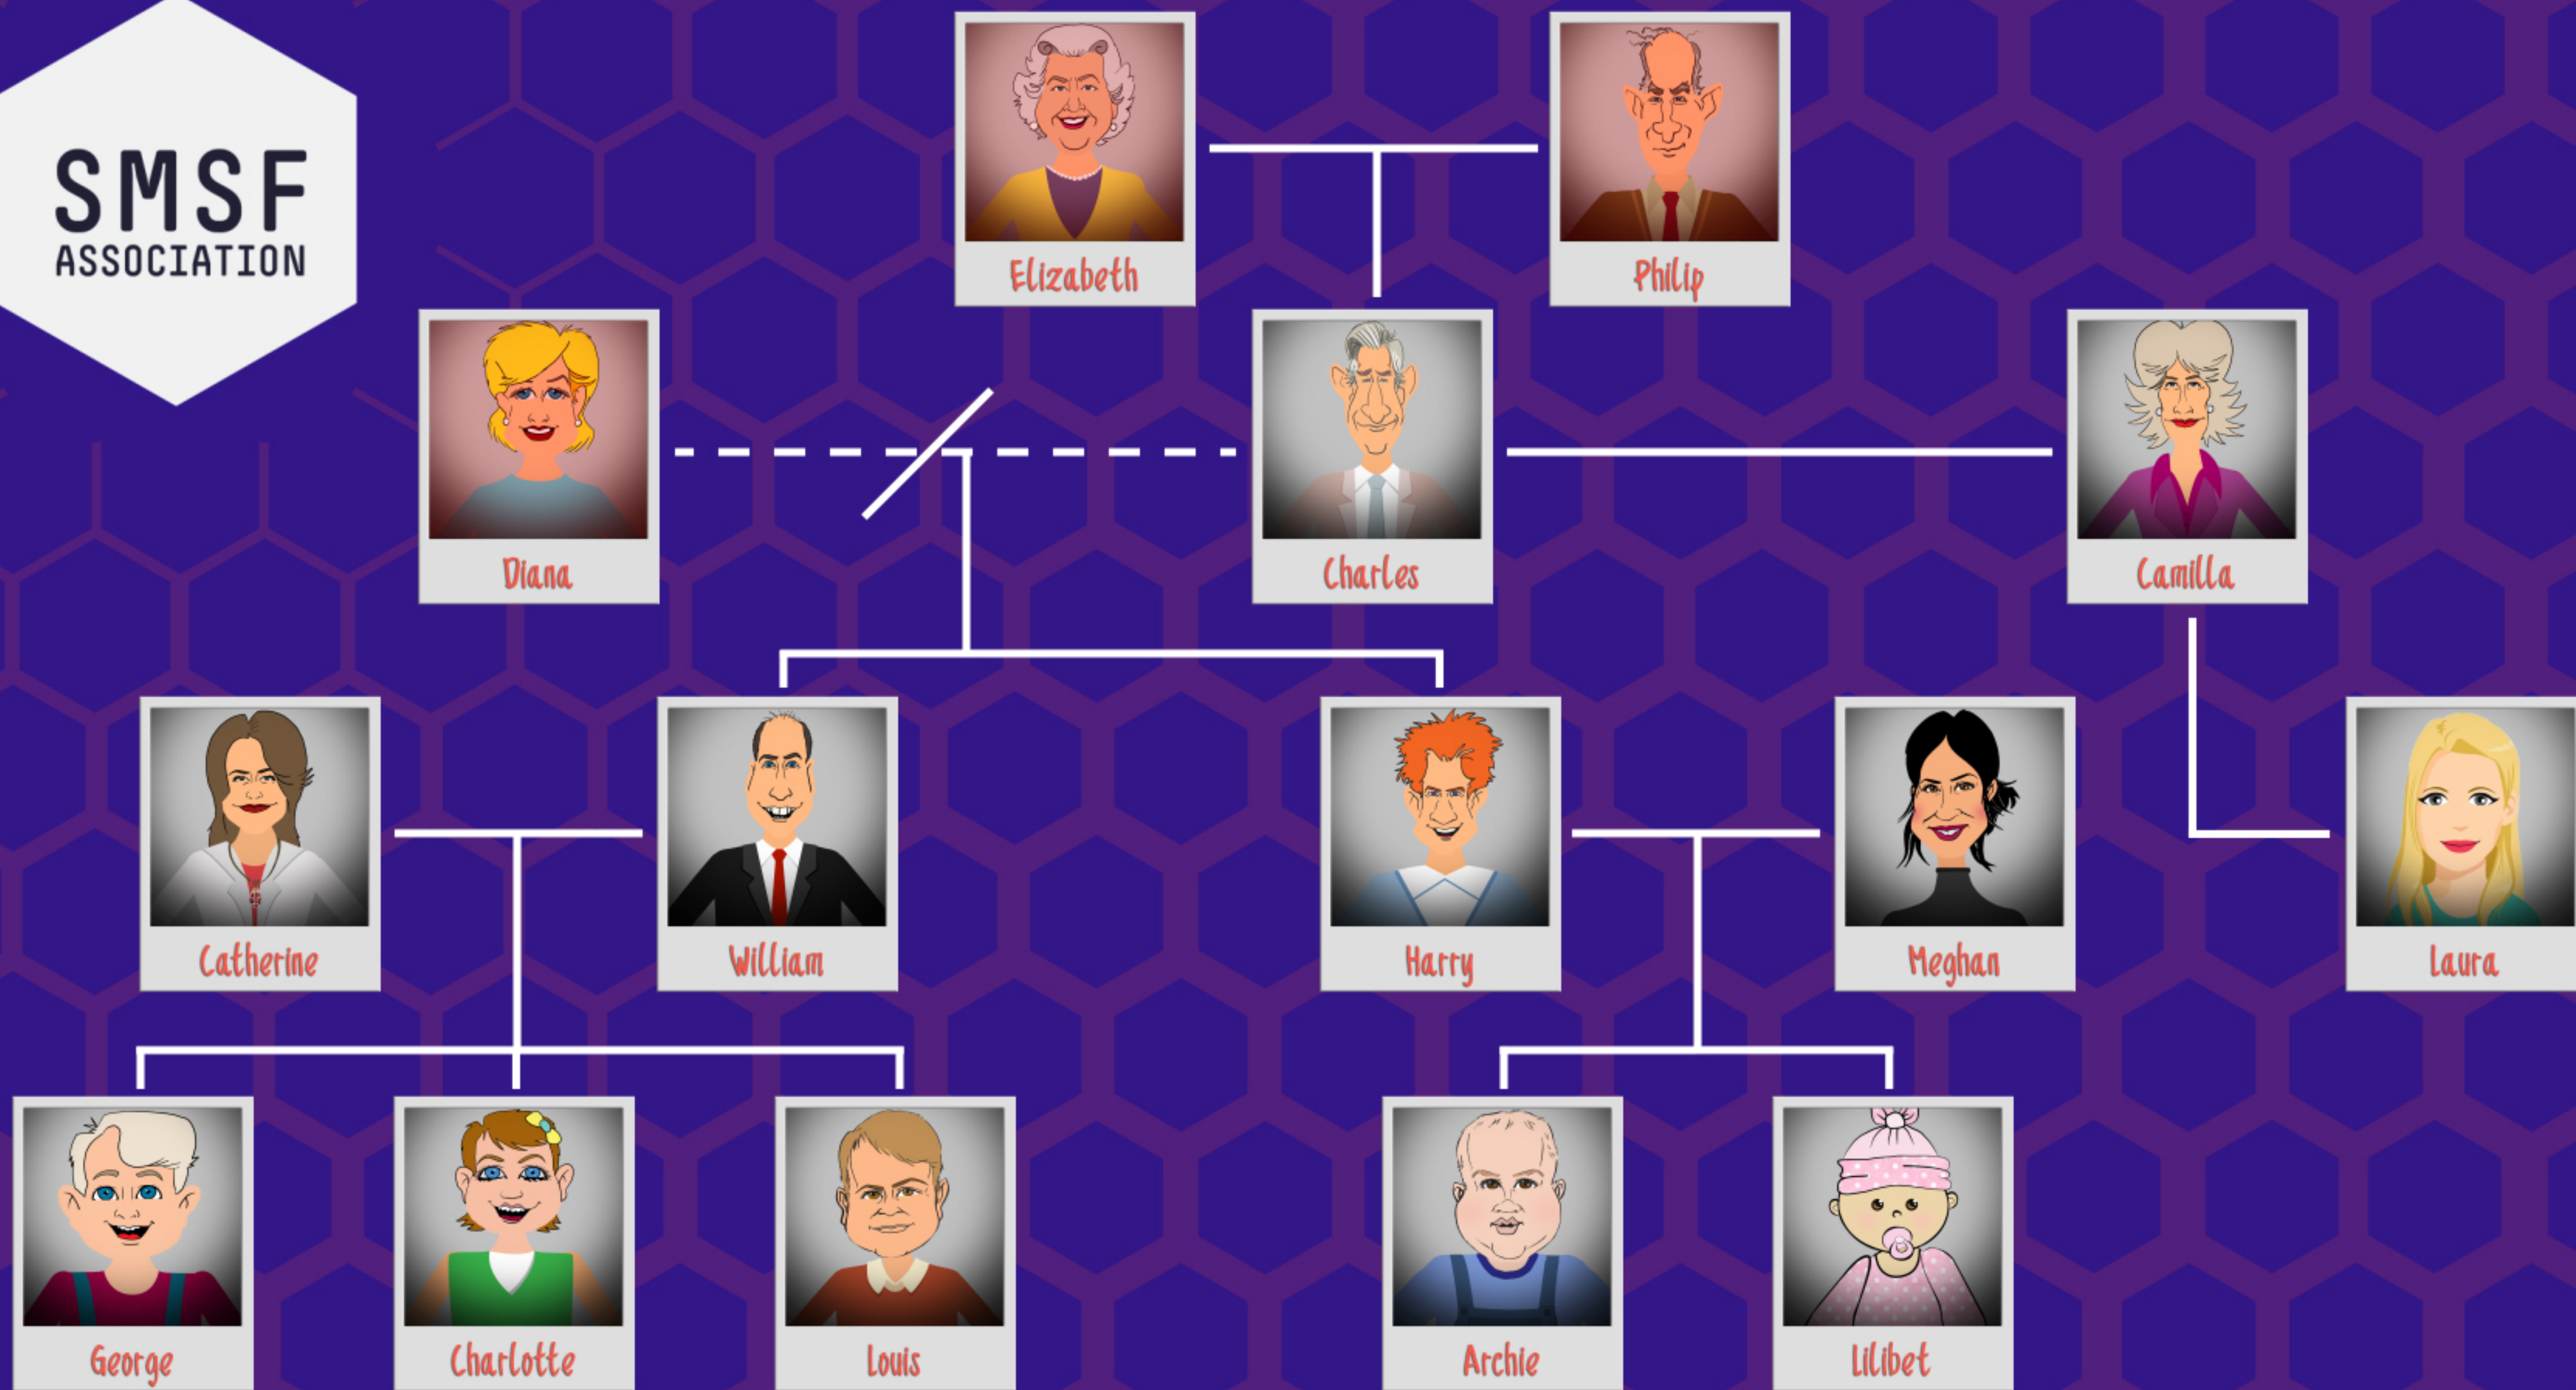 SMSF
ASSOCIATION
Elizabeth
Philip
Diana
Charles
Camilla
Catherine
William
Harry
Meghan
Laura
George
Charlotte
Louis
Archie
Lilibet